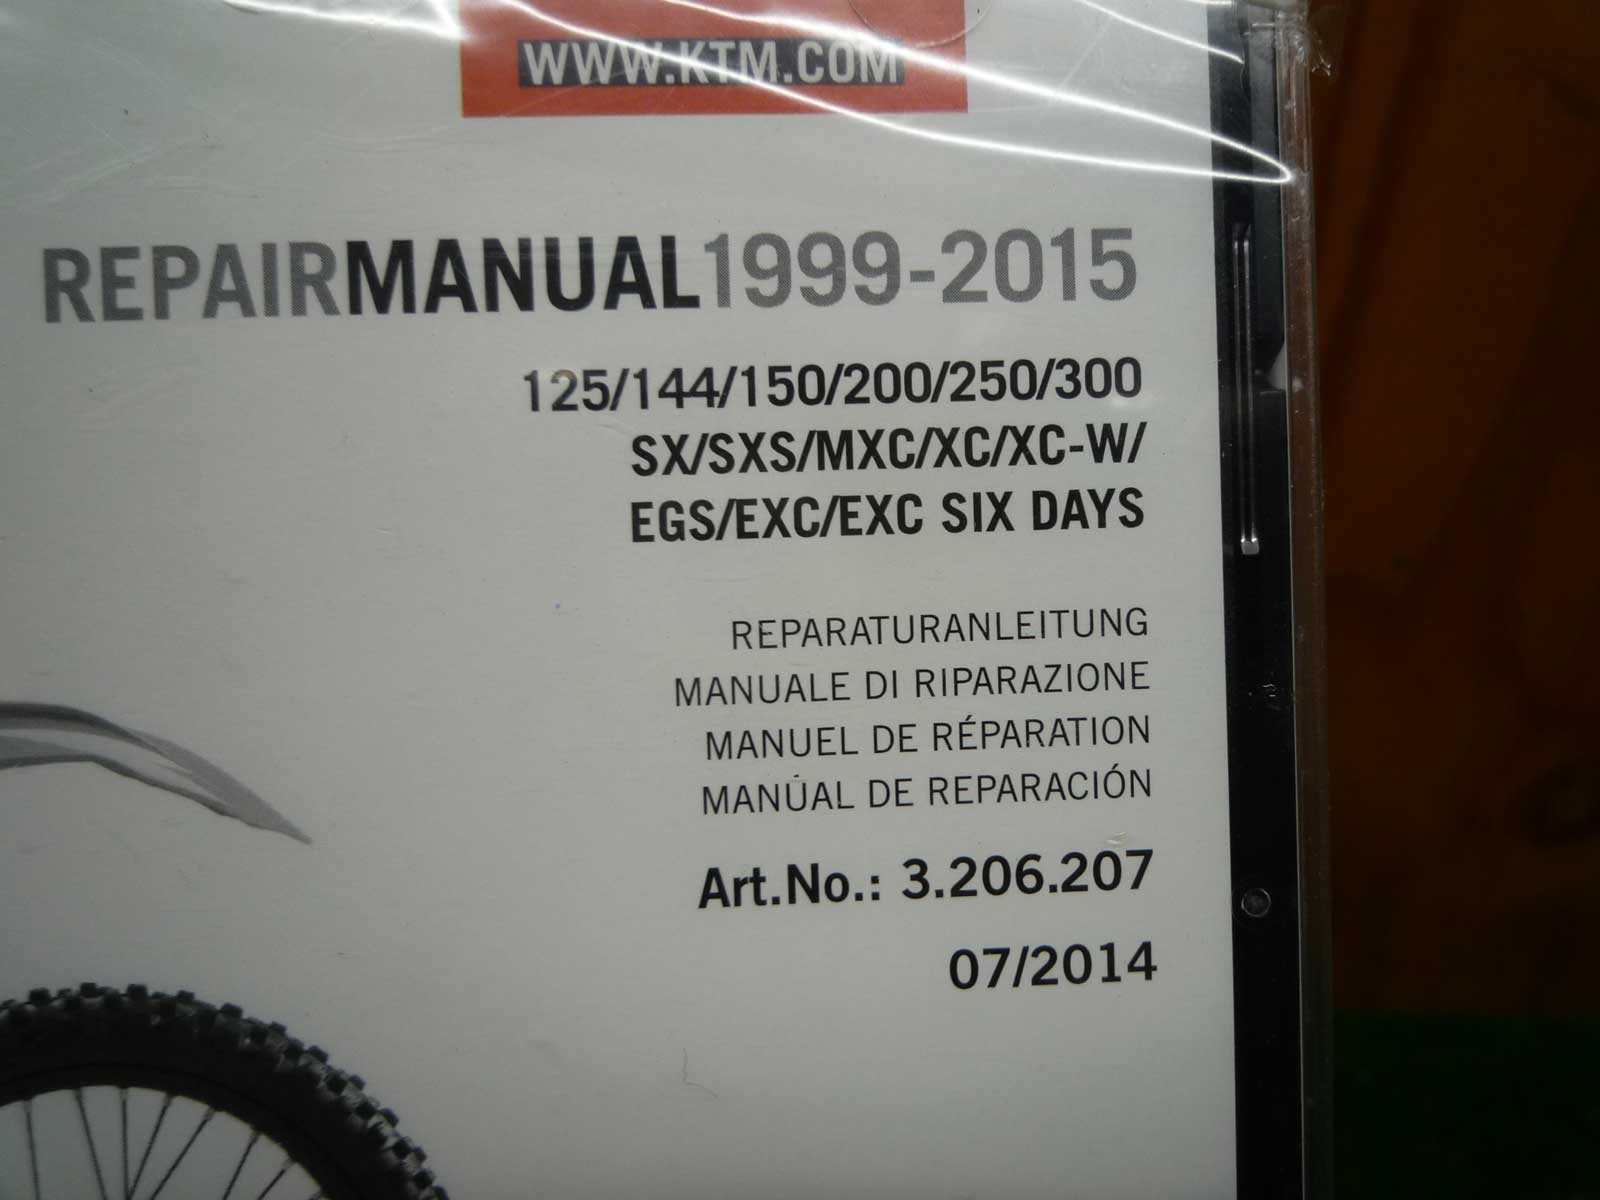 WWW.KTM.COM
REPAIRMANUAL1999-2015
125/144/150/200/250/300
SX/SXS/MXC/XC/XC-W/
EGS/EXC/EXC SIX DAYS
REPARATURANLEITUNG
MANUALE DI RIPARAZIONE
MANUEL DE RÉPARATION
MANUAL DE REPARACIÓN
Art.No.: 3.206.207
07/2014